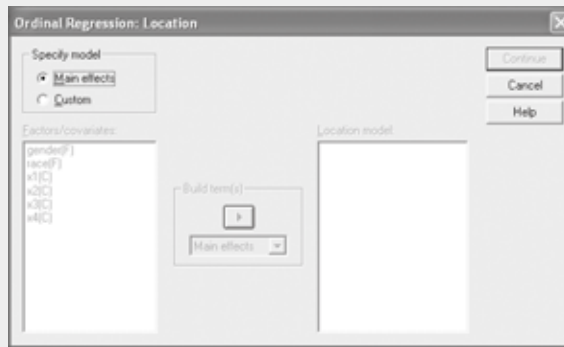 Ordinal Regression: Location
Specify model
Main effects
Custom
Continue
Cancel
Help
Factors/covariates:
gender(F)
race(F)
x1(C)
x2(C)
x3(C)
x4(C)
Build term(s)
Main effects
Location model: